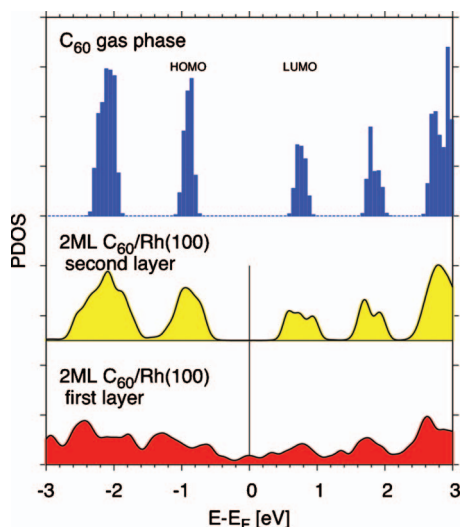 C60 gas phase
HOMO LUMO
PDOS
2ML C60/Rh(100)
second layer
2ML C60/Rh(100)
first layer
-3 -2 -1 0 1 2 3
E-EF [eV]